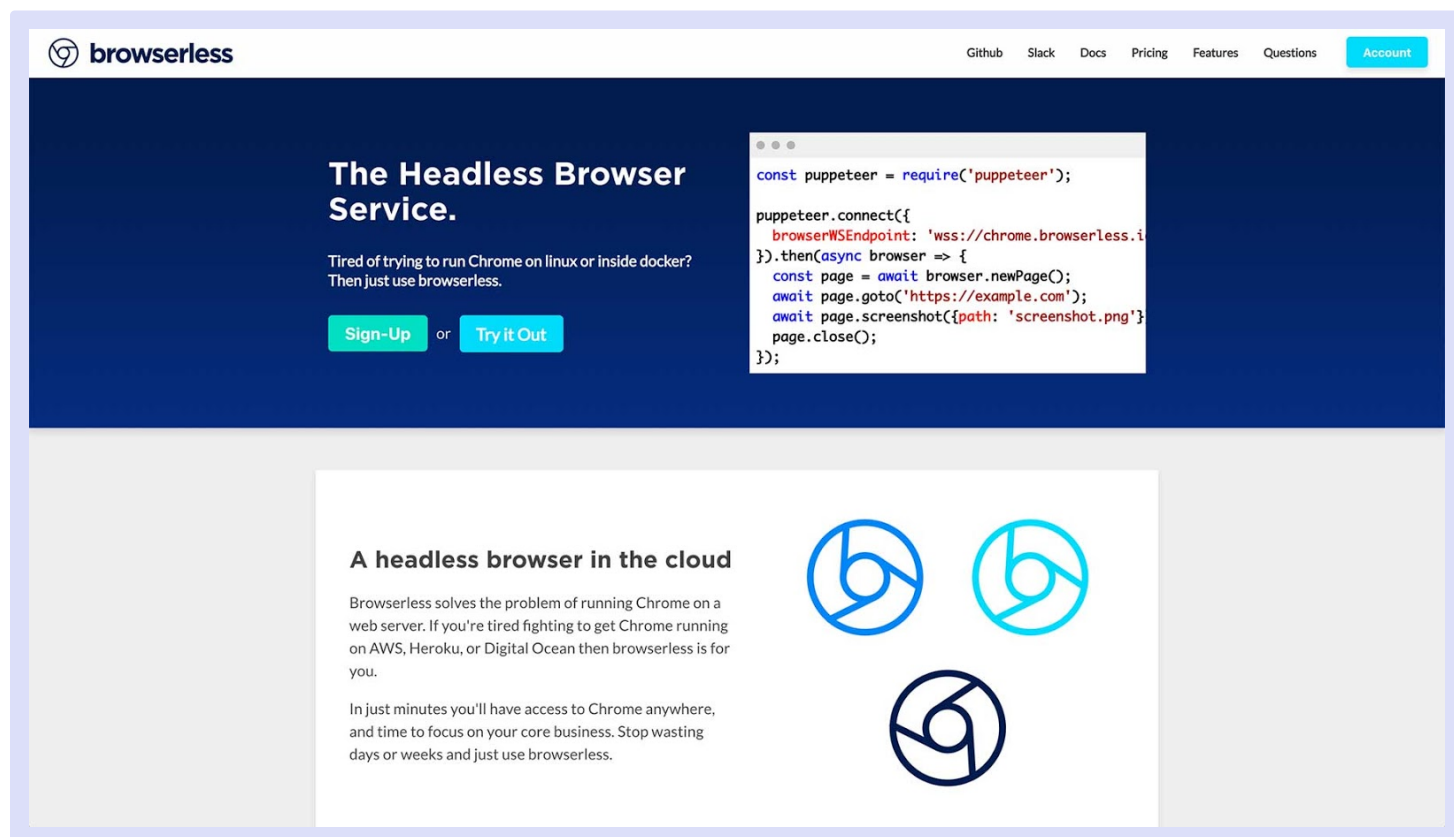 browserless
Github Slack Docs Pricing Features Questions Account
The Headless Browser
Service.
Tired of trying to run Chrome on linux or inside docker?
Then just use browserless.
Sign-Up or Try it Out
const puppeteer = require('puppeteer');
puppeteer.connect({
browserWSEndpoint: 'wss://chrome.browserless.i
}).then(async browser => {
const page = await browser.newPage();
await page.goto('https://example.com');
await page.screenshot({path: 'screenshot.png'}
page.close();
});
A headless browser in the cloud
Browserless solves the problem of running Chrome on a
web server. If you're tired fighting to get Chrome running
on AWS, Heroku, or Digital Ocean then browserless is for
you.
In just minutes you'll have access to Chrome anywhere,
and time to focus on your core business. Stop wasting
days or weeks and just use browserless.